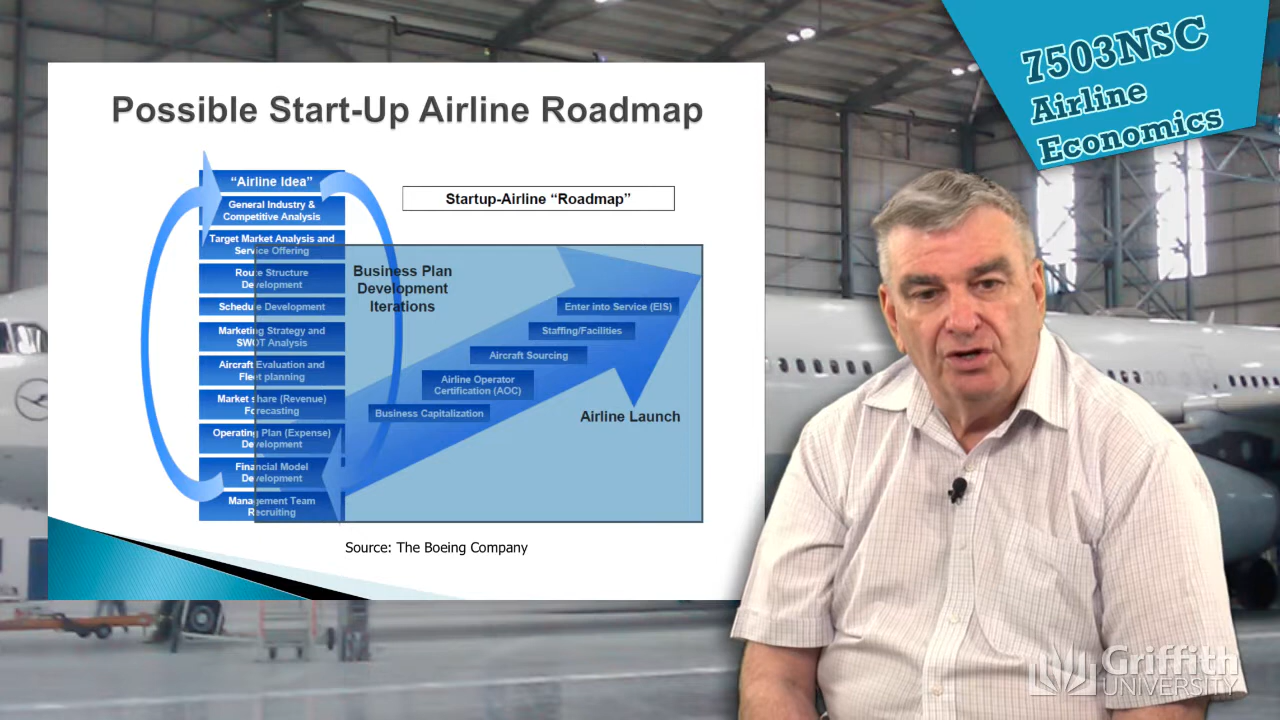 7503NSC
Airline
Economics
Possible Start-Up Airline Roadmap
"Airline Idea"
General Industry &
Competitive Analysis
Target Market Analysis and
Service Offering
Route Structure
Development
Schedule Development
Marketing Strategy and
SWOT Analysis
Aircraft Evaluation and
Fleet planning
Market share (Revenue)
Forecasting
Operating Plan (Expense)
Development
Financial Model
Development
Management Team
Recruiting
Startup-Airline "Roadmap"
Business Plan
Development
Iterations
Enter into Service (EIS)
Staffing/Facilities
Aircraft Sourcing
Airline Operator
Certification (AOC)
Business Capitalization
Airline Launch
Source: The Boeing Company
Griffith
UNIVERSITY